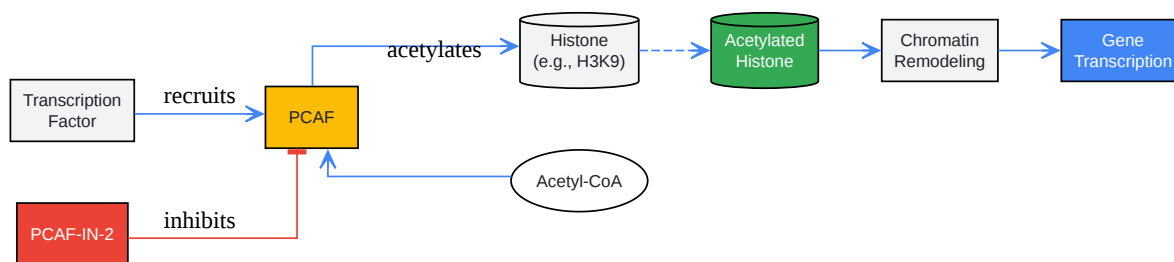 acetylates
Histone
(e.g., H3K9)
Acetylated
Histone
Chromatin
Remodeling
Gene
Transcription
Transcription
Factor
recruits
PCAF
Acetyl-CoA
PCAF-IN-2
inhibits